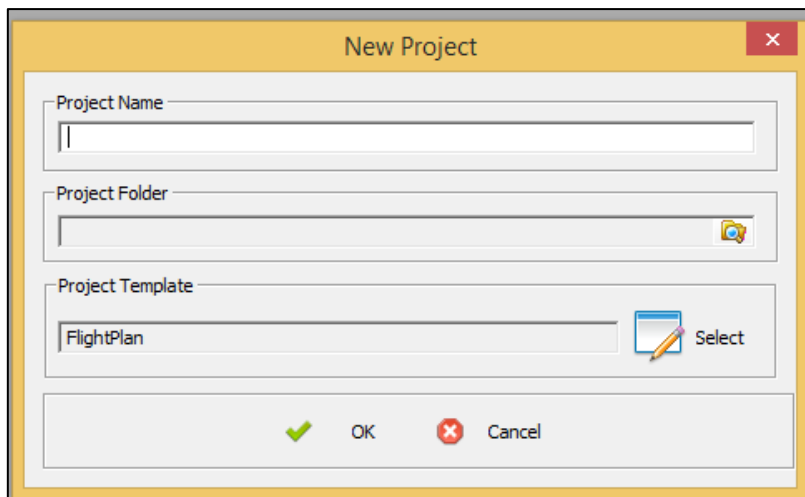 New Project
Project Name
Project Folder
Project Template
FlightPlan
Select
OK Cancel